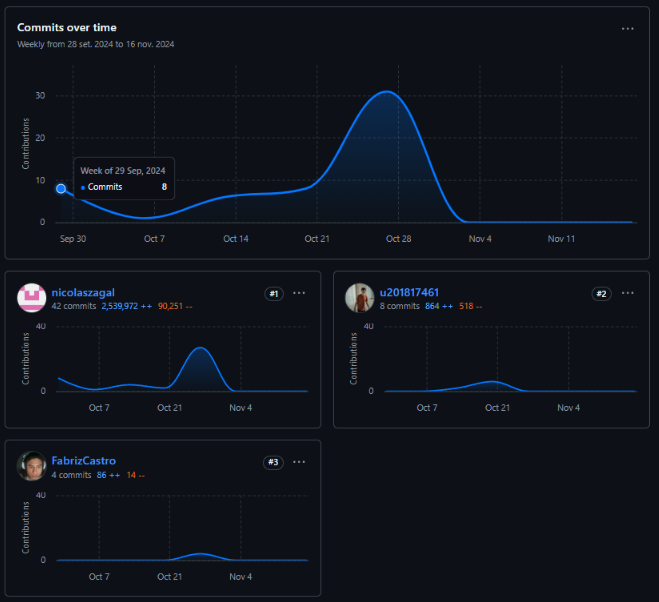 Commits over time
Weekly from 28 set. 2024 to 16 nov. 2024
Contributions
30
20
10
0
Week of 29 Sep, 2024
Commits 8
Sep 30 Oct 7 Oct 14 Oct 21 Oct 28 Nov 4 Nov 11
nicolaszagal #1
42 commits 2,539,972 ++ 90,251 --
40
Contributions
0
Oct 7 Oct 21 Nov 4
u201817461 #2
8 commits 864 ++ 518 --
40
Contributions
0
Oct 7 Oct 21 Nov 4
FabrizCastro #3
4 commits 86 ++ 14 --
40
Contributions
0
Oct 7 Oct 21 Nov 4